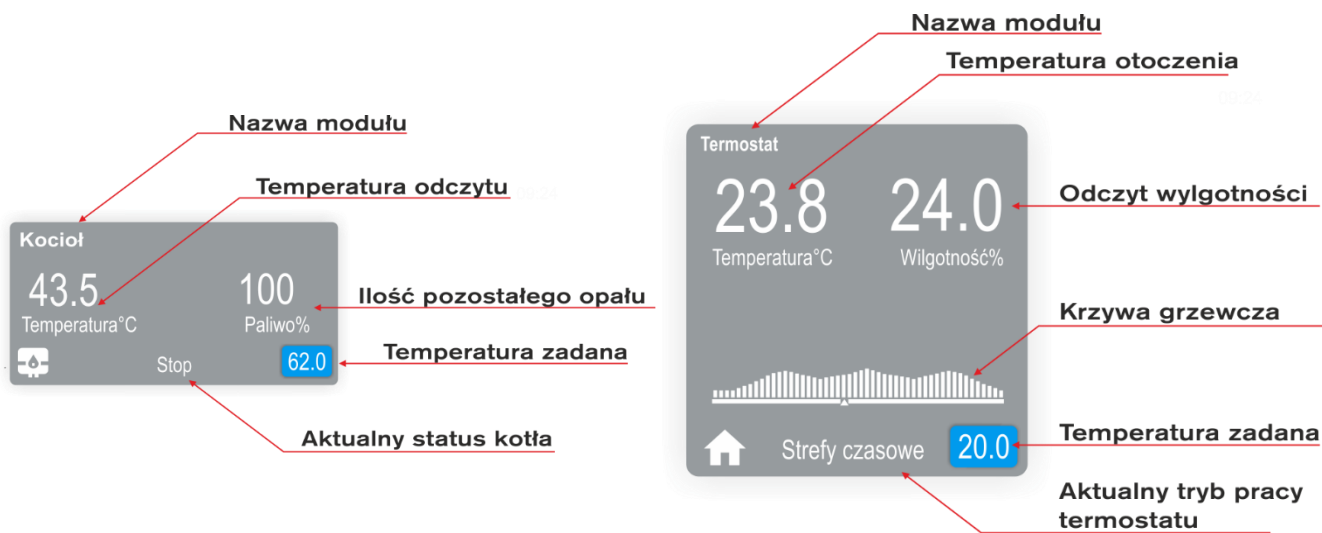 Nazwa modułu
Temperatura odczytu
Kocioł
43.5
Temperatura°C
100
Paliwo%
Stop
62.0
Ilość pozostałego opału
Temperatura zadana
Aktualny status kotła
Nazwa modułu
Temperatura otoczenia
Termostat
23.8
Temperatura°C
24.0
Wilgotność%
Strefy czasowe
20.0
Odczyt wylgotności
Krzywa grzewcza
Temperatura zadana
Aktualny tryb pracy
termostatu